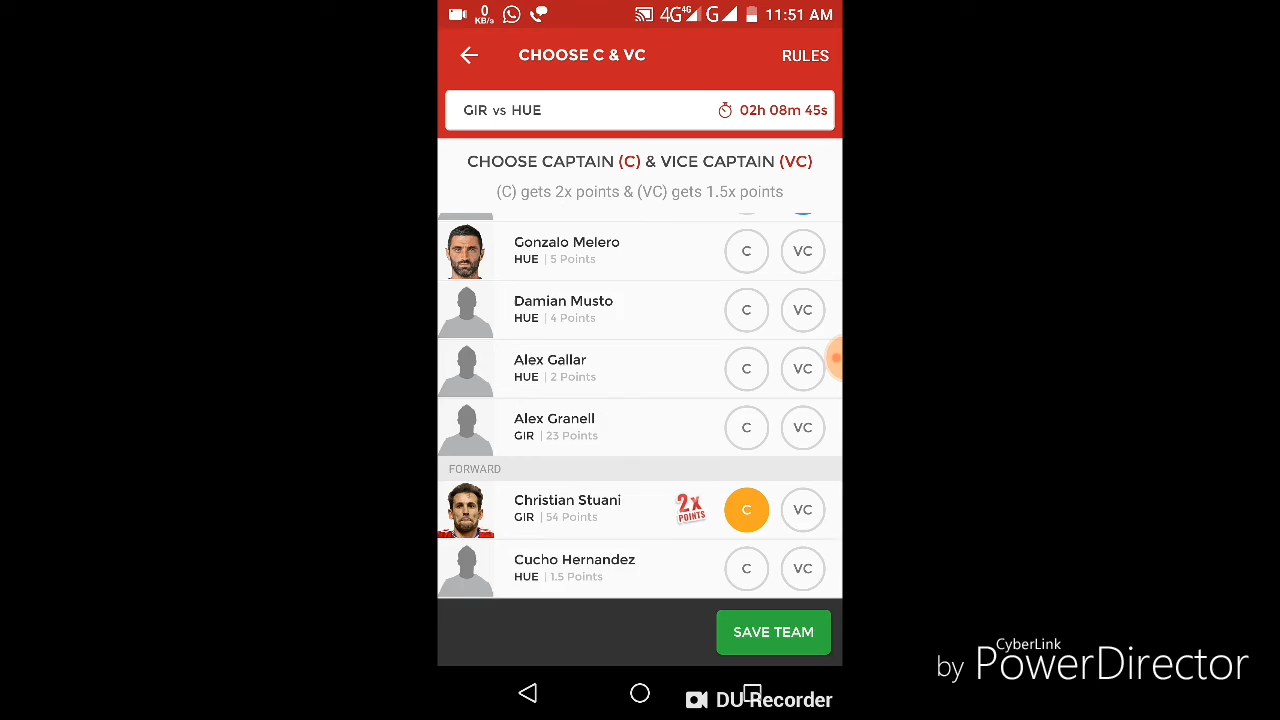 0 KB/s 4G 4G G 11:51 AM
CHOOSE C & VC RULES
GIR vs HUE 02h 08m 45s
CHOOSE CAPTAIN (C) & VICE CAPTAIN (VC)
(C) gets 2x points & (VC) gets 1.5x points
Gonzalo Melero
HUE | 5 Points C VC
Damian Musto
HUE | 4 Points C VC
Alex Gallar
HUE | 2 Points C VC
Alex Granell
GIR | 23 Points C VC
FORWARD
Christian Stuani
GIR | 54 Points 2X POINTS C VC
Cucho Hernandez
HUE | 1.5 Points C VC
SAVE TEAM
CyberLink
by PowerDirector
DU Recorder